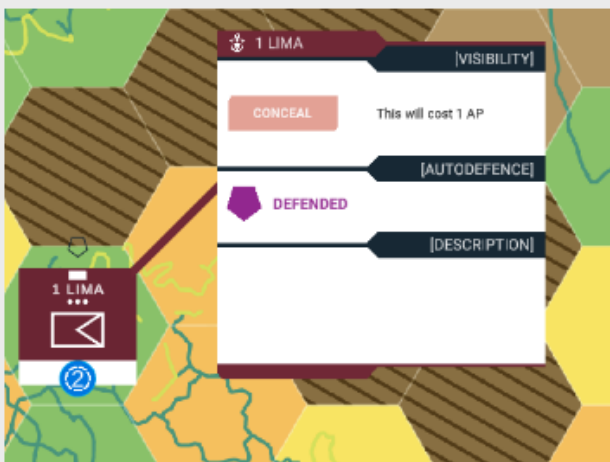 1 LIMA
[VISIBILITY]
CONCEAL
This will cost 1 AP
[AUTODEFENCE]
DEFENDED
[DESCRIPTION]
1 LIMA
2